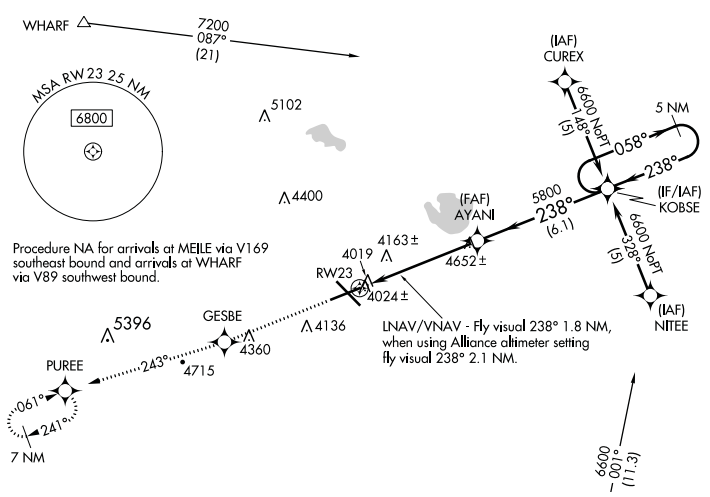 WHARF
7200
087°
(21)
MSA RW23 25 NM
6800
5102
4400
(IAF)
CUREX
6600 NoPT
148°
(5)
5 NM
058°
238°
(IF/IAF)
KOBSE
5800
238°
(6.1)
(FAF)
AYANI
4652±
4163±
4019
RW23
4024±
6600 NoPT
328°
(5)
(IAF)
NITEE
Procedure NA for arrivals at MEILE via V169
southeast bound and arrivals at WHARF
via V89 southwest bound.
LNAV/VNAV - Fly visual 238° 1.8 NM,
when using Alliance altimeter setting
fly visual 238° 2.1 NM.
5396
GESBE
4136
4360
4715
243°
PUREE
061°
241°
7 NM
6600
001°
(11.3)